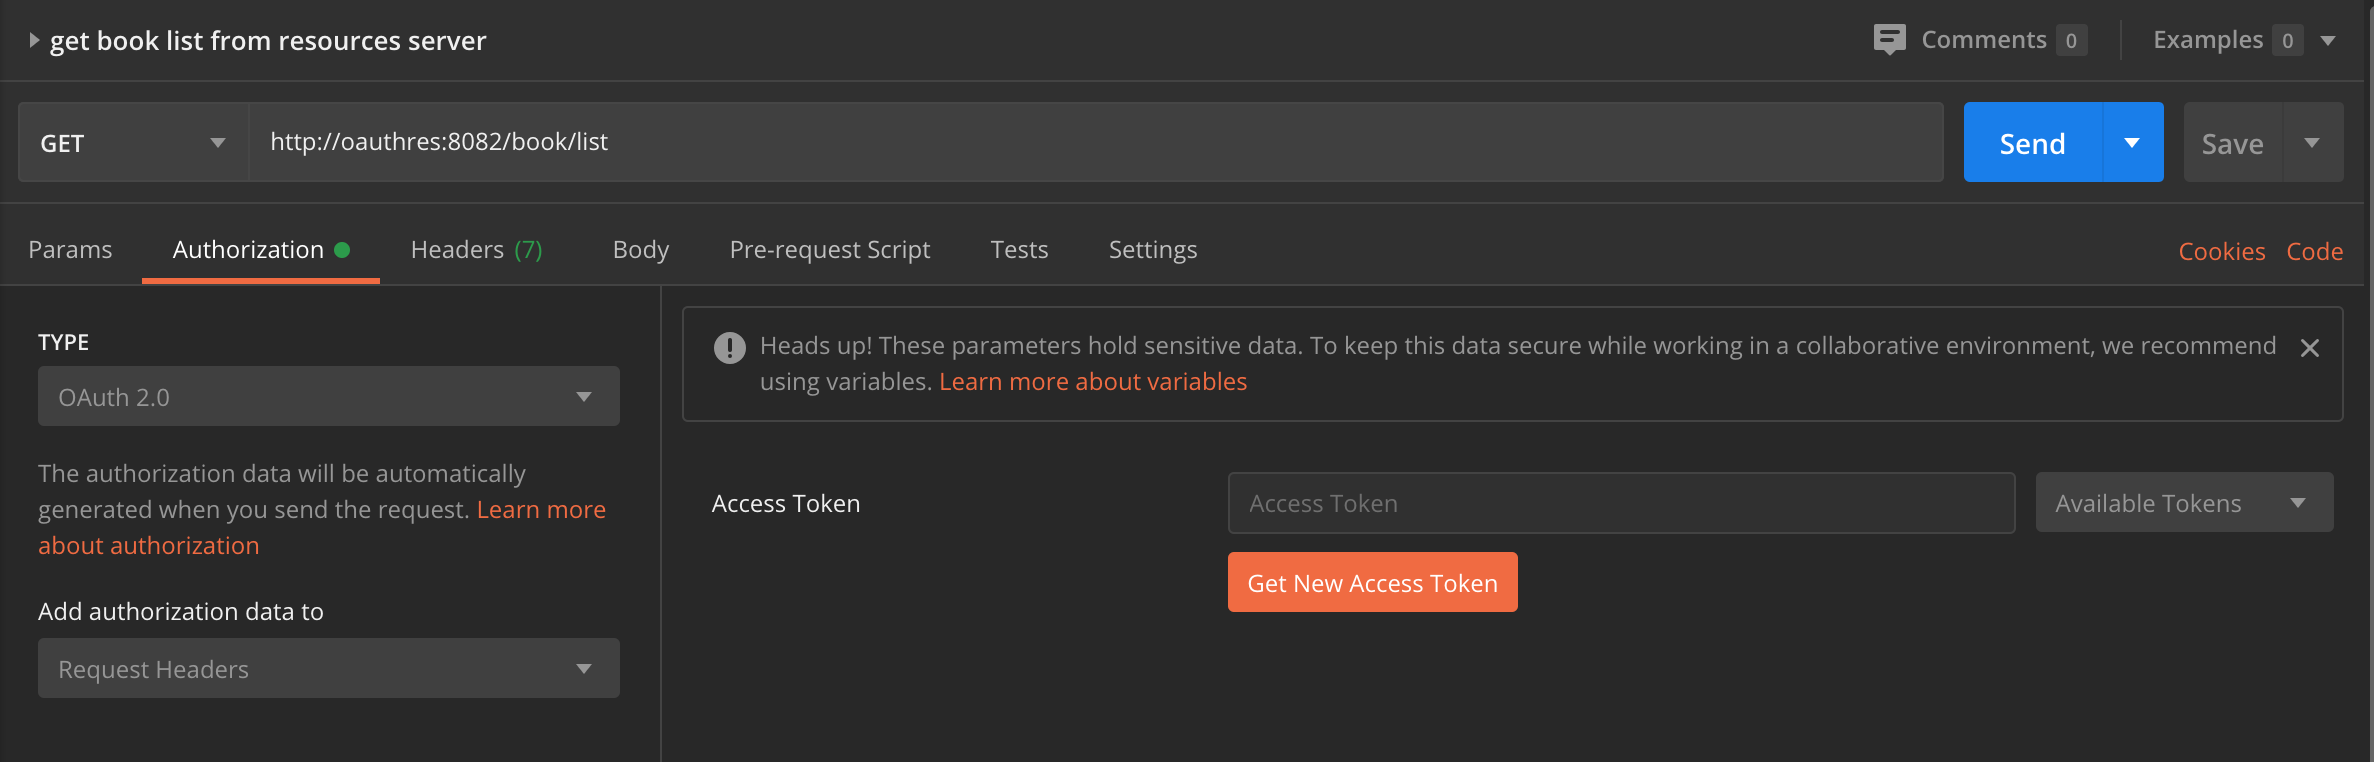 get book list from resources server
Comments 0
Examples 0
GET
http://oauthres:8082/book/list
Send
Save
Params
Authorization
Headers (7)
Body
Pre-request Script
Tests
Settings
Cookies
Code
TYPE
OAuth 2.0
The authorization data will be automatically
generated when you send the request. Learn more
about authorization
Add authorization data to
Request Headers
Heads up! These parameters hold sensitive data. To keep this data secure while working in a collaborative environment, we recommend
using variables. Learn more about variables
Access Token
Access Token
Available Tokens
Get New Access Token